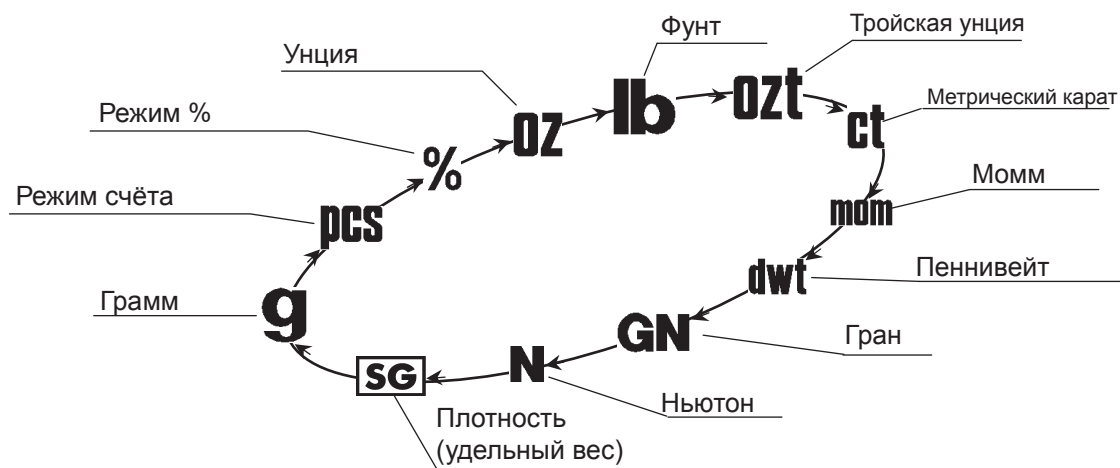 Фунт
Тройская унция
Унция
lb
ozt
Метрический карат
Режим %
oz
ct
%
Режим счёта
Момм
pcs
mom
Пеннивейт
dwt
Грамм
g
GN
Гран
N
SG
Ньютон
Плотность
(удельный вес)